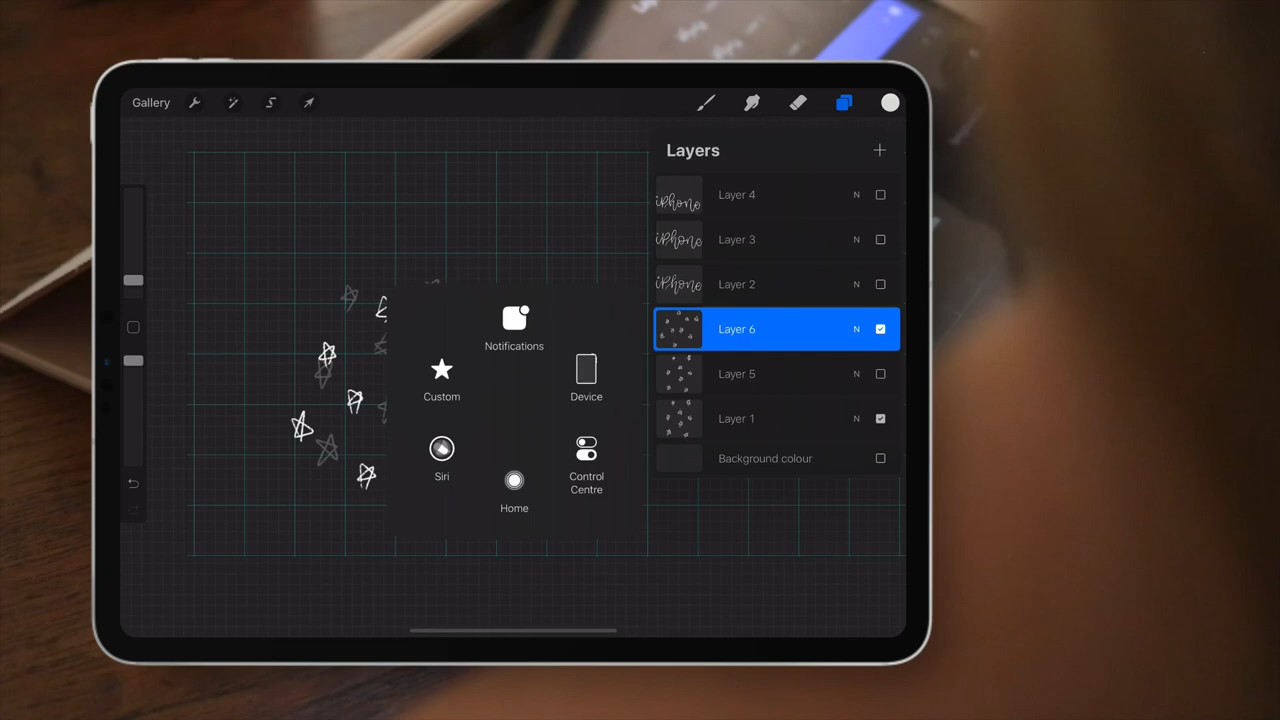 Gallery
Layers
Layer 4
N
iPhone
Layer 3
N
iPhone
Layer 2
N
iPhone
Layer 6
N
Layer 5
N
Layer 1
N
Background colour
Notifications
Custom
Device
Siri
Control
Centre
Home